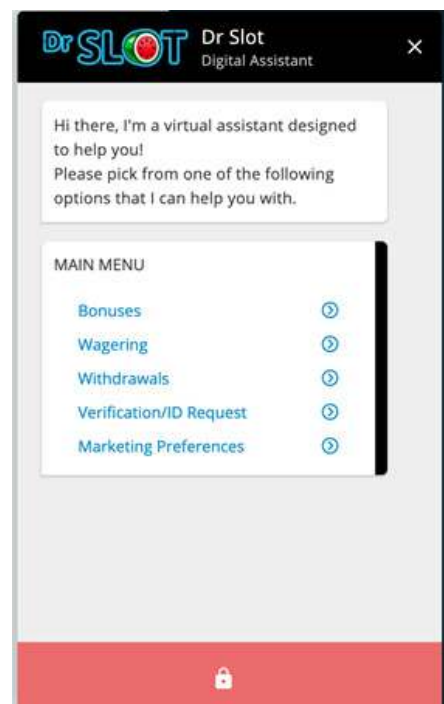 Dr SLOT
Dr Slot
Digital Assistant
Hi there, I'm a virtual assistant designed
to help you!
Please pick from one of the following
options that I can help you with.
MAIN MENU
Bonuses
Wagering
Withdrawals
Verification/ID Request
Marketing Preferences